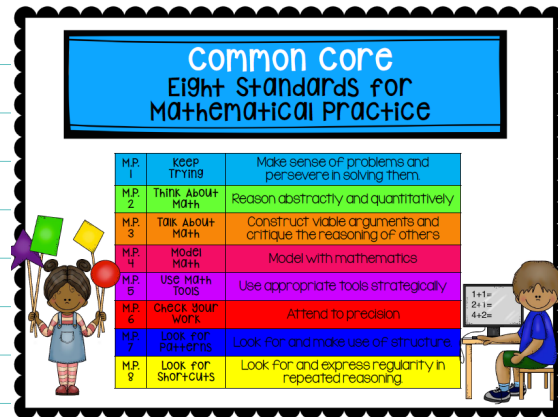 Common Core
Eight Standards for
Mathematical Practice
M.P. Keep Make sense of problems and
1 Trying persevere in solving them.
M.P. Think About Reason abstractly and quantitatively
2 Math
M.P. Talk About Construct viable arguments and
3 Math critique the reasoning of others
M.P. Model Model with mathematics
4 Math
M.P. Use Math Use appropriate tools strategically
5 Tools
M.P. Check Your Attend to precision
6 Work
M.P. Look for Look for and make use of structure
7 Patterns
M.P. Look for Look for and express regularity in
8 Shortcuts repeated reasoning.
1+1=
2+1=
4+2=